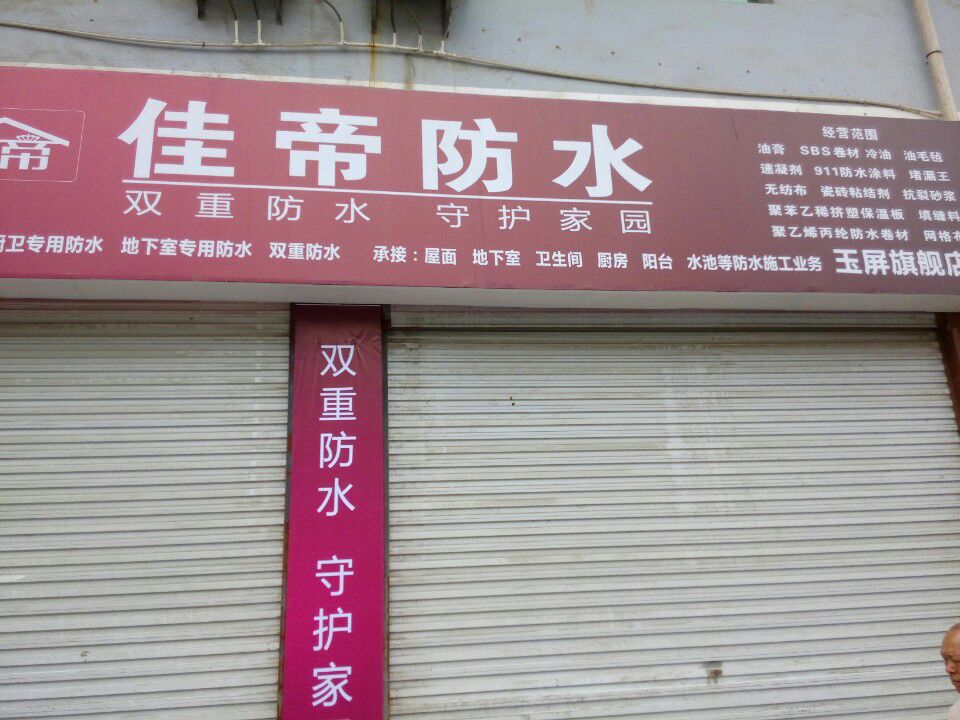 帝
佳帝防水
双重防水 守护家园
卫专用防水 地下室专用防水 双重防水 承接：屋面 地下室 卫生间 厨房 阳台 水池等防水施工业务 玉屏旗舰店
经营范围
油膏 SBS卷材 冷油 油毛毡
速凝剂 911防水涂料 堵漏王
无纺布 瓷砖粘结剂 抗裂砂浆
聚苯乙稀挤塑保温板 填缝料
聚乙烯丙纶防水卷材 网格布
双重防水 守护家